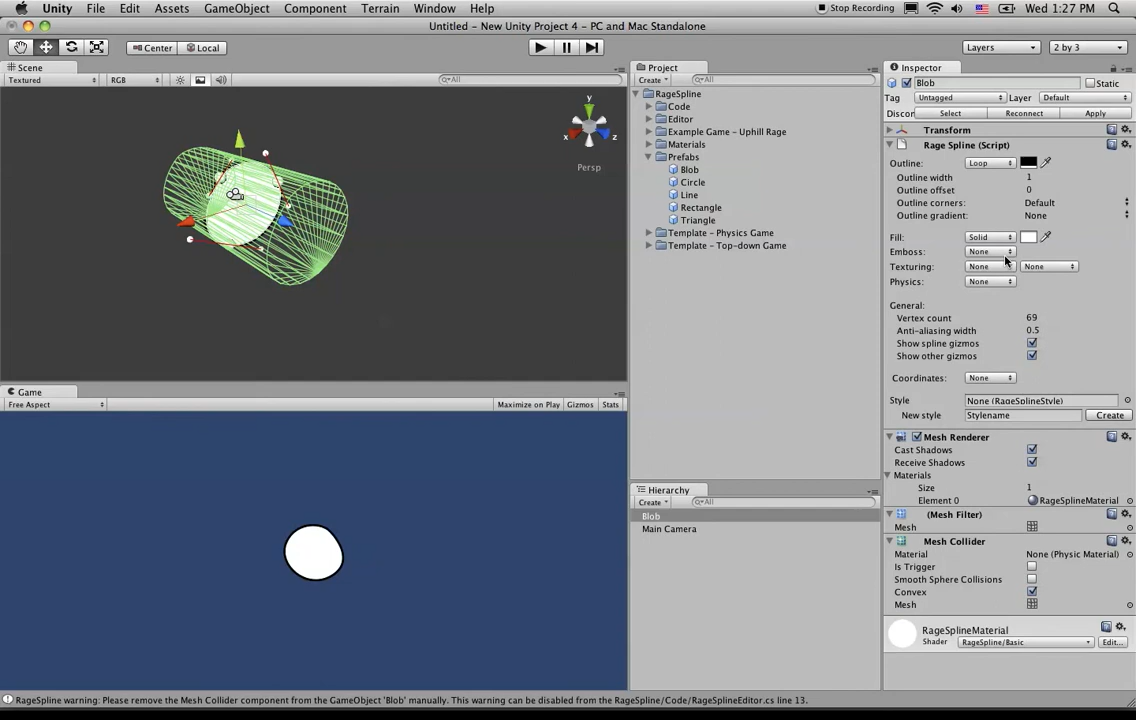 Unity File Edit Assets GameObject Component Terrain Window Help Stop Recording Wed 1:27 PM
Untitled - New Unity Project 4 - PC and Mac Standalone
Center Local Layers 2 by 3
Scene
Textured RGB All
y
x
z
Persp
Game
Free Aspect Maximize on Play Gizmos Stats
Project
Create All
RageSpline
Code
Editor
Example Game - Uphill Rage
Materials
Prefabs
Blob
Circle
Line
Rectangle
Triangle
Template - Physics Game
Template - Top-down Game
Hierarchy
Create All
Blob
Main Camera
Inspector
Blob Static
Tag Untagged Layer Default
Discon Select Reconnect Apply
Transform
Rage Spline (Script)
Outline: Loop
Outline width 1
Outline offset 0
Outline corners: Default
Outline gradient: None
Fill: Solid
Emboss: None
Texturing: None None
Physics: None
General:
Vertex count 69
Anti-aliasing width 0.5
Show spline gizmos
Show other gizmos
Coordinates: None
Style None (RageSplineStyle)
New style Stylename Create
Mesh Renderer
Cast Shadows
Receive Shadows
Materials
Size 1
Element 0 RageSplineMaterial
(Mesh Filter)
Mesh
Mesh Collider
Material None (Physic Material)
Is Trigger
Smooth Sphere Collisions
Convex
Mesh
RageSplineMaterial
Shader RageSpline/Basic Edit...
RageSpline warning: Please remove the Mesh Collider component from the GameObject 'Blob' manually. This warning can be disabled from the RageSpline/Code/RageSplineEditor.cs line 13.